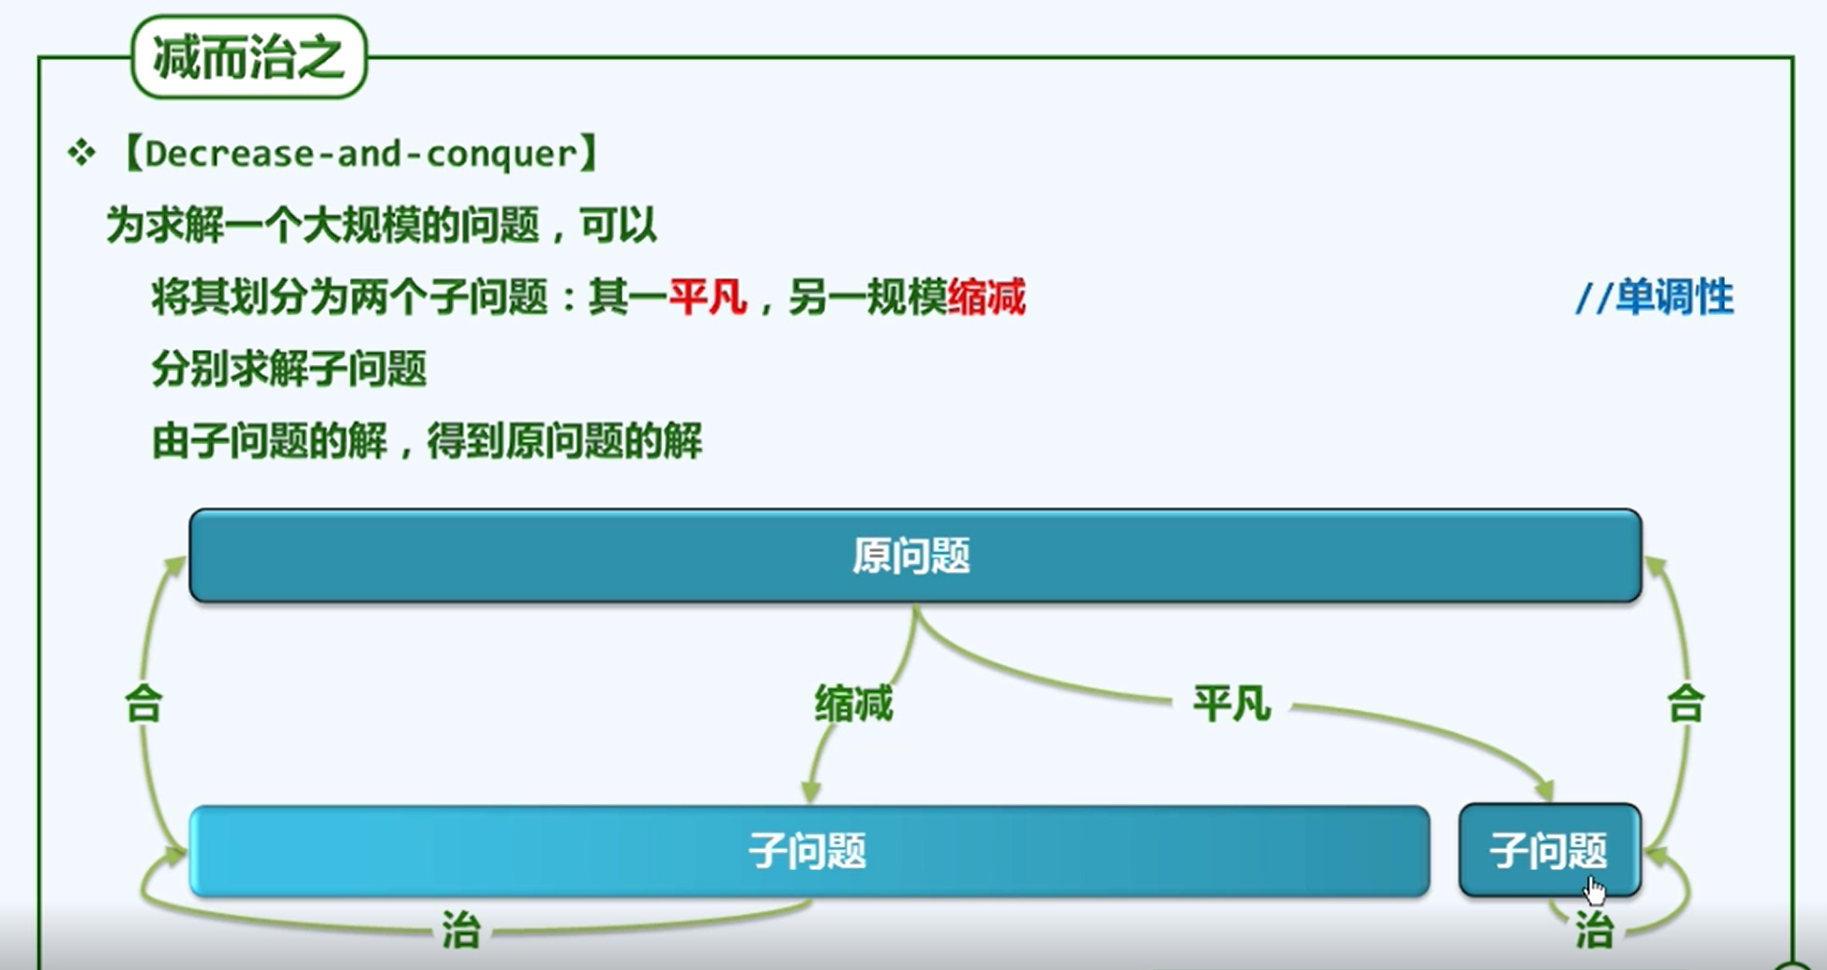 减而治之
【Decrease-and-conquer】
为求解一个大规模的问题，可以
将其划分为两个子问题：其一平凡，另一规模缩减 //单调性
分别求解子问题
由子问题的解，得到原问题的解
原问题
合 缩减 平凡 合
子问题 子问题
治 治